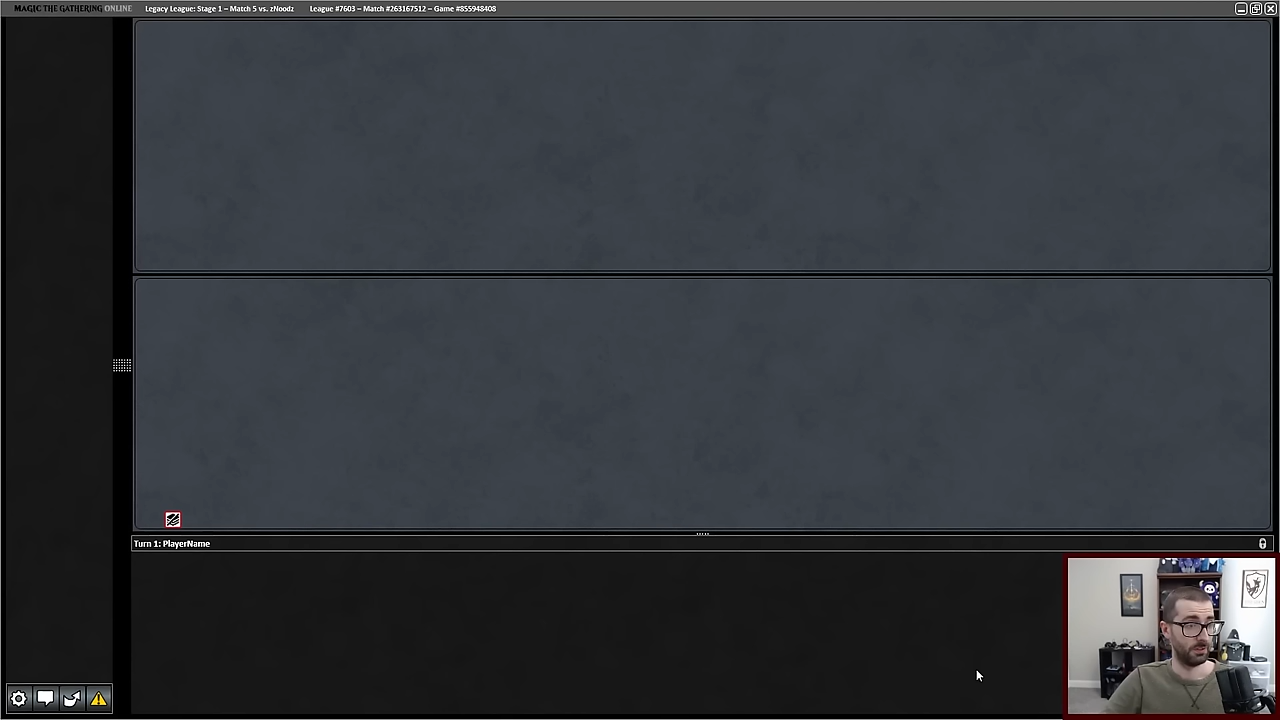 MAGIC THE GATHERING ONLINE
Legacy League: Stage 1 – Match 5 vs. zNoodz
League #7603 – Match #263167512 – Game #855948408
Turn 1: PlayerName